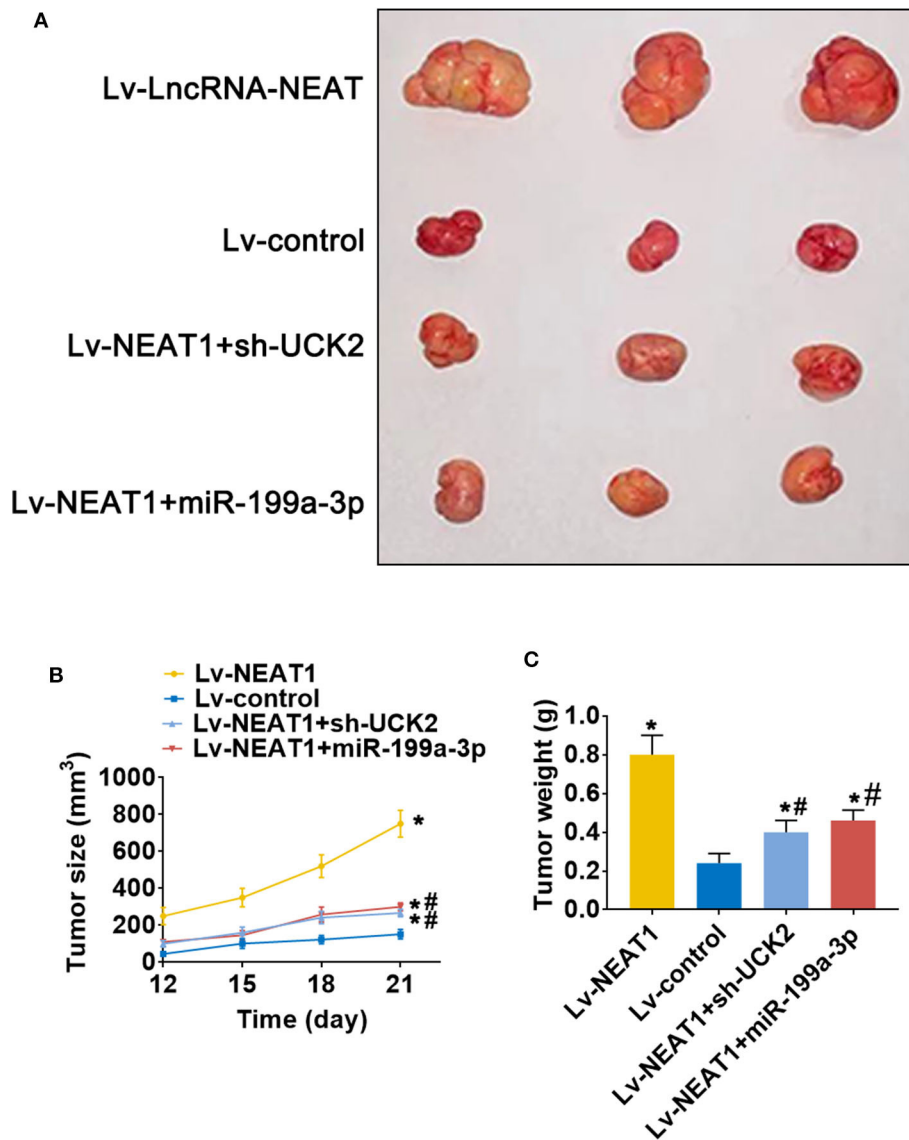 A
Lv-LncRNA-NEAT
Lv-control
Lv-NEAT1+sh-UCK2
Lv-NEAT1+miR-199a-3p
B
Lv-NEAT1
Lv-control
Lv-NEAT1+sh-UCK2
Lv-NEAT1+miR-199a-3p
Tumor size (mm³)
1000
800
600
400
200
0
*
*#
*#
12 15 18 21
Time (day)
C
Tumor weight (g)
1.0
0.8
0.6
0.4
0.2
0.0
*
*#
*#
Lv-NEAT1
Lv-control
Lv-NEAT1+sh-UCK2
Lv-NEAT1+miR-199a-3p